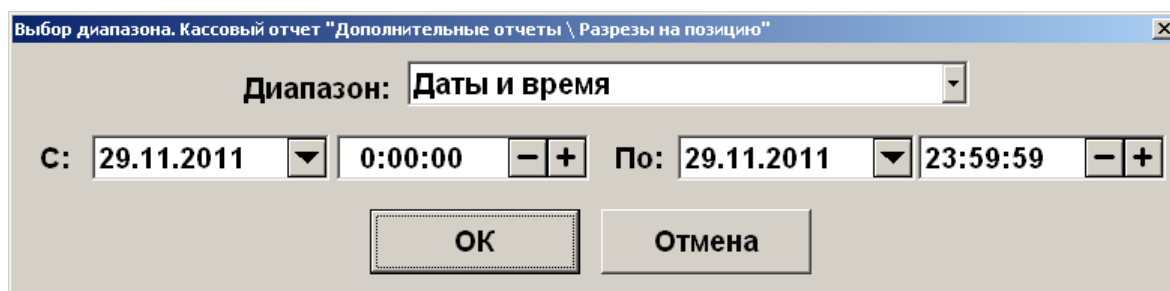 Выбор диапазона. Кассовый отчет "Дополнительные отчеты \ Разрезы на позицию"
Диапазон: Даты и время
С: 29.11.2011 0:00:00 − + По: 29.11.2011 23:59:59 − +
ОК Отмена